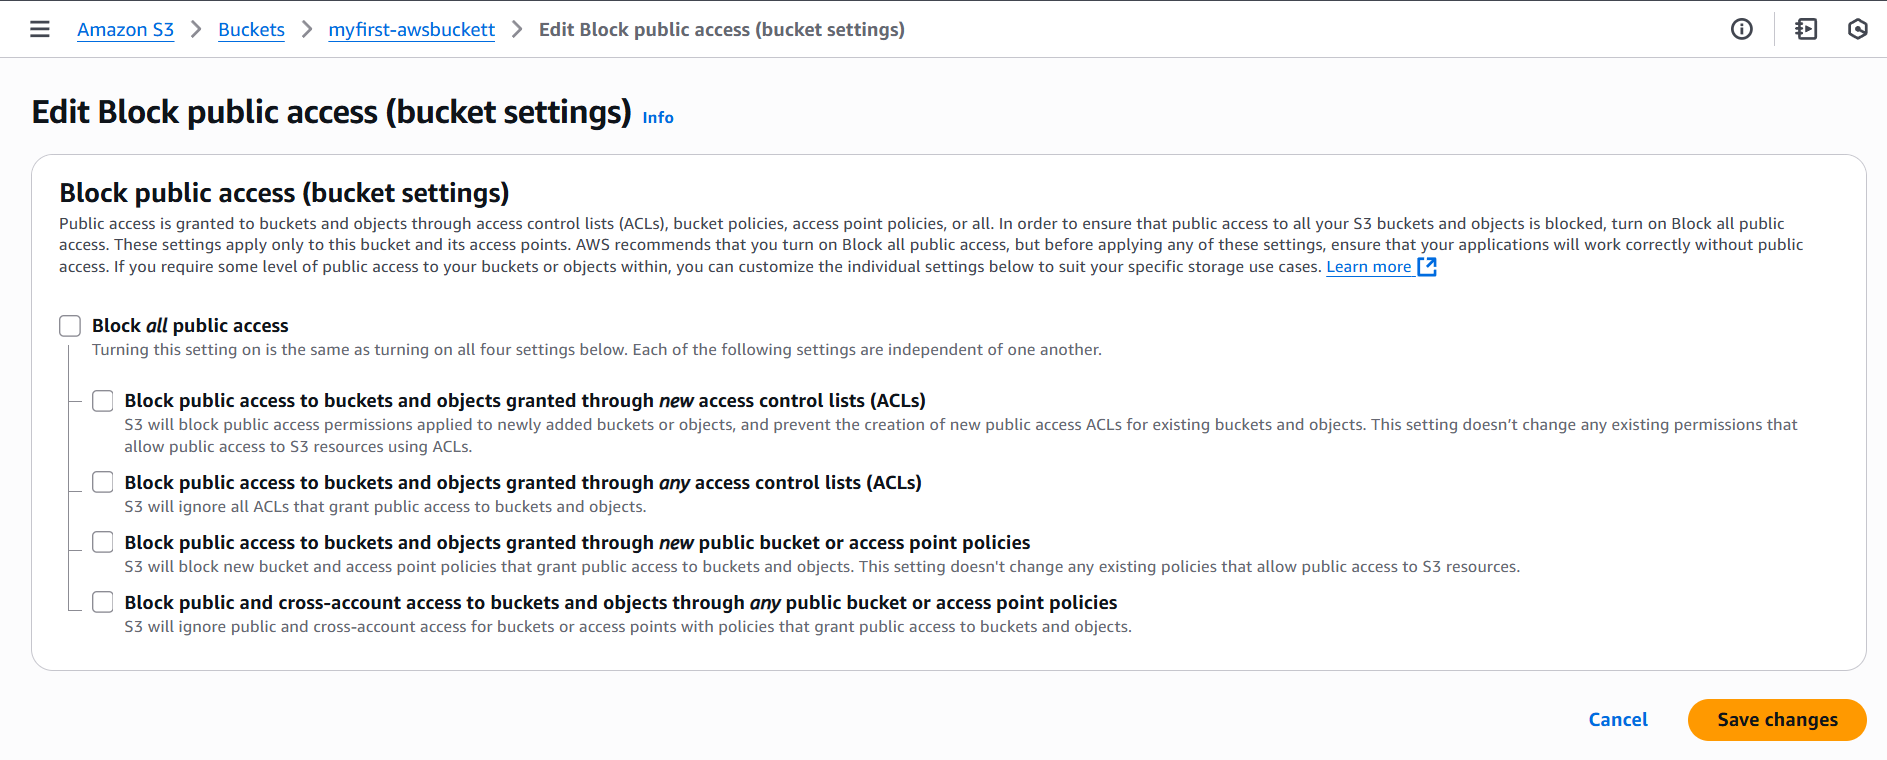 Amazon S3 Buckets myfirst-awsbuckett Edit Block public access (bucket settings)
Edit Block public access (bucket settings) Info
Block public access (bucket settings)
Public access is granted to buckets and objects through access control lists (ACLs), bucket policies, access point policies, or all. In order to ensure that public access to all your S3 buckets and objects is blocked, turn on Block all public
access. These settings apply only to this bucket and its access points. AWS recommends that you turn on Block all public access, but before applying any of these settings, ensure that your applications will work correctly without public
access. If you require some level of public access to your buckets or objects within, you can customize the individual settings below to suit your specific storage use cases. Learn more
Block all public access
Turning this setting on is the same as turning on all four settings below. Each of the following settings are independent of one another.
Block public access to buckets and objects granted through new access control lists (ACLs)
S3 will block public access permissions applied to newly added buckets or objects, and prevent the creation of new public access ACLs for existing buckets and objects. This setting doesn’t change any existing permissions that
allow public access to S3 resources using ACLs.
Block public access to buckets and objects granted through any access control lists (ACLs)
S3 will ignore all ACLs that grant public access to buckets and objects.
Block public access to buckets and objects granted through new public bucket or access point policies
S3 will block new bucket and access point policies that grant public access to buckets and objects. This setting doesn't change any existing policies that allow public access to S3 resources.
Block public and cross-account access to buckets and objects through any public bucket or access point policies
S3 will ignore public and cross-account access for buckets or access points with policies that grant public access to buckets and objects.
Cancel Save changes